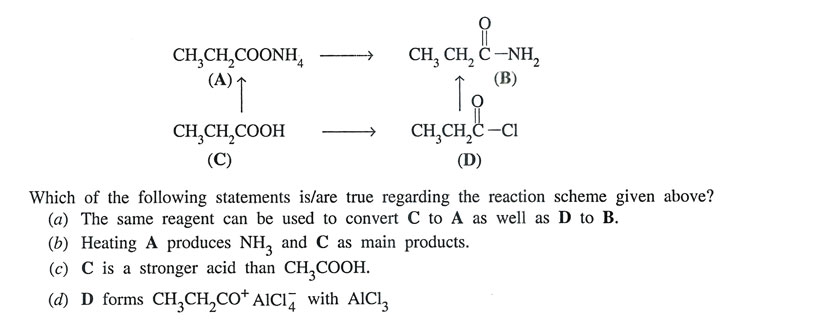 O
CH₃CH₂COONH₄ ⟶ CH₃ CH₂ C–NH₂
(A) (B)
O
CH₃CH₂COOH ⟶ CH₃CH₂C–Cl
(C) (D)
Which of the following statements is/are true regarding the reaction scheme given above?
(a) The same reagent can be used to convert C to A as well as D to B.
(b) Heating A produces NH₃ and C as main products.
(c) C is a stronger acid than CH₃COOH.
(d) D forms CH₃CH₂CO⁺ AlCl₄⁻ with AlCl₃